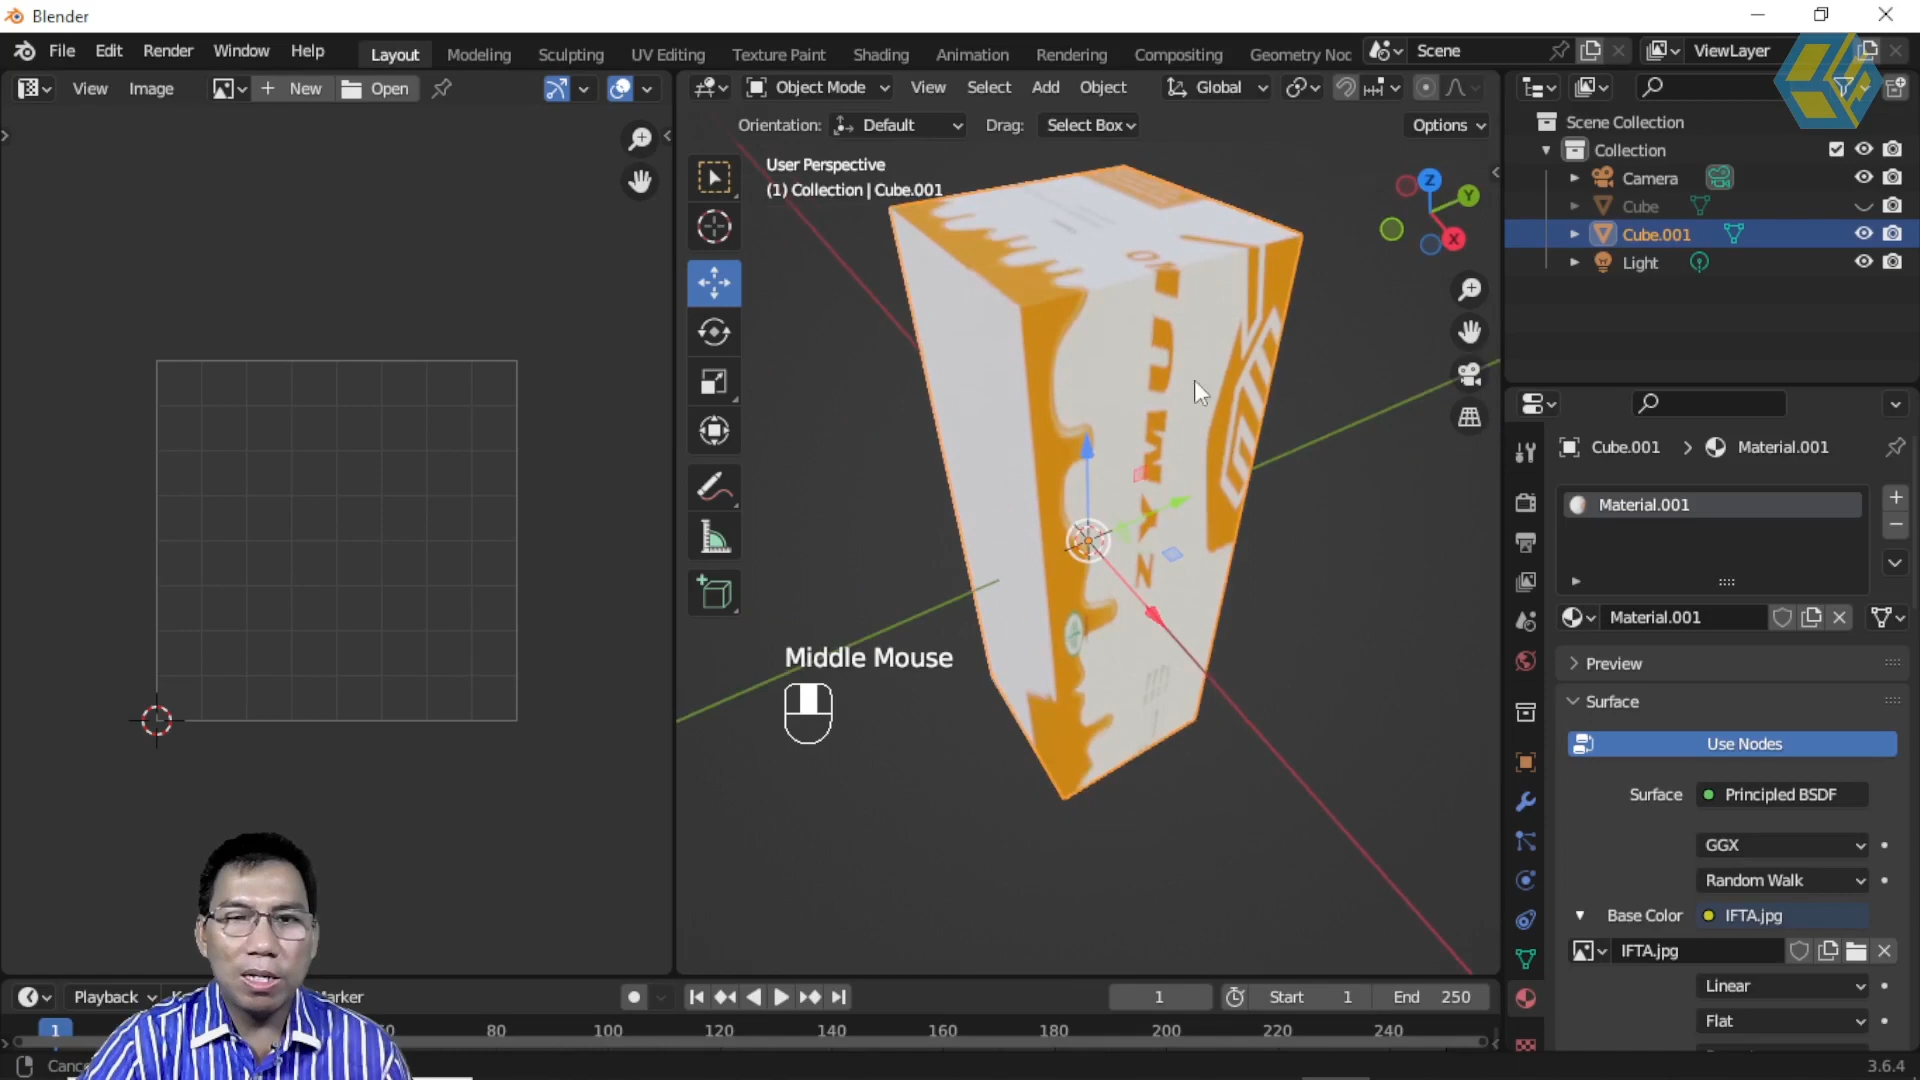 Blender
File Edit Render Window Help Layout Modeling Sculpting UV Editing Texture Paint Shading Animation Rendering Compositing Geometry Noc Scene ViewLayer
View Image New Open Object Mode View Select Add Object Global
Orientation: Default Drag: Select Box Options
User Perspective
(1) Collection | Cube.001
Z
Y
X
Scene Collection
Collection
Camera
Cube
Cube.001
Light
Cube.001 > Material.001
Material.001
Material.001
Preview
Surface
Use Nodes
Surface Principled BSDF
GGX
Random Walk
Base Color IFTA.jpg
IFTA.jpg
Linear
Flat
Middle Mouse
Playback Marker 1 Start 1 End 250
1 80 100 120 140 160 180 200 220 240
Canc
3.6.4